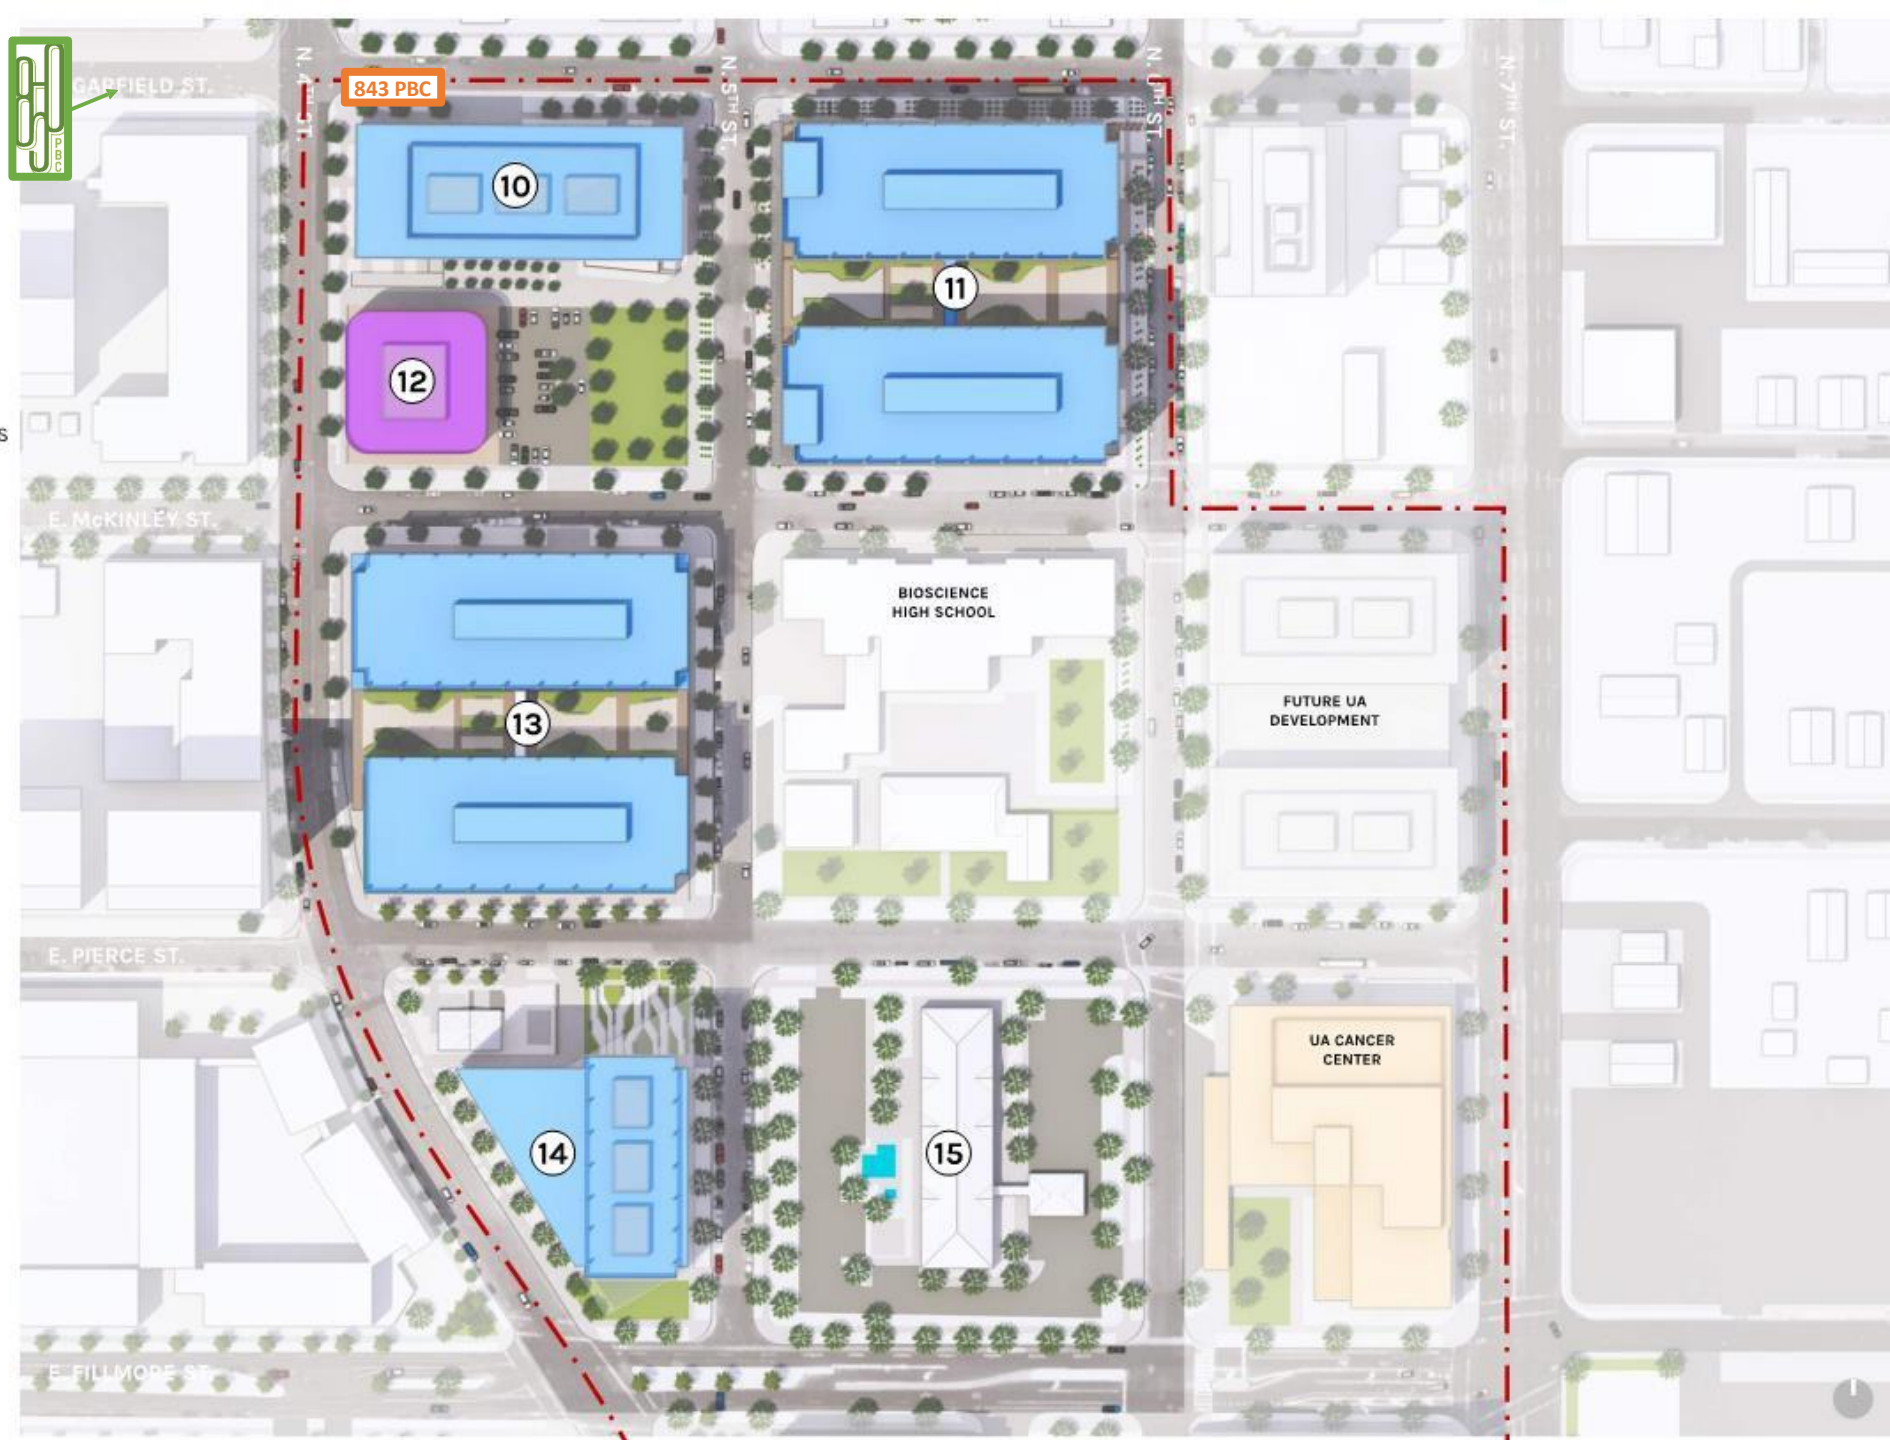 GARFIELD ST.
N. 4TH ST.
843 PBC
N. 5TH ST.
N. 6TH ST.
N. 7TH ST.
PBC
10
11
12
S
E. McKINLEY ST.
BIOSCIENCE
HIGH SCHOOL
13
FUTURE UA
DEVELOPMENT
E. PIERCE ST.
UA CANCER
CENTER
14
15
E. FILLMORE ST.